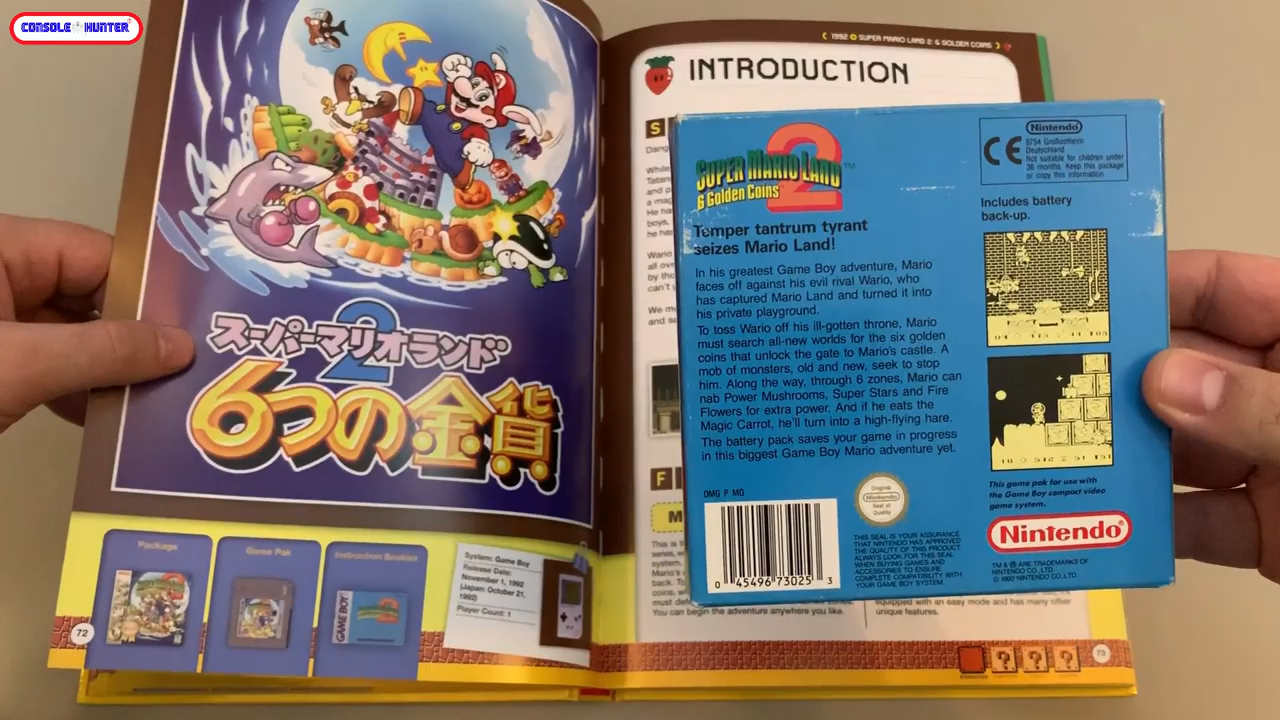 CONSOLE HUNTER
スーパーマリオランド
2
6つの金貨
Package
Game Pak
Instruction Booklet
GAME BOY
System: Game Boy
Release Date:
November 1, 1992
(Japan: October 21,
1992)
Player Count: 1
72
( 1992 SUPER MARIO LAND 2: 6 GOLDEN COINS )
INTRODUCTION
S
F
M
You can begin the adventure anywhere you like.
equipped with an easy mode and has many other
unique features.
73
SUPER MARIO LAND 2 ™
6 Golden Coins
Temper tantrum tyrant
seizes Mario Land!
In his greatest Game Boy adventure, Mario
faces off against his evil rival Wario, who
has captured Mario Land and turned it into
his private playground.
To toss Wario off his ill-gotten throne, Mario
must search all-new worlds for the six golden
coins that unlock the gate to Mario's castle. A
mob of monsters, old and new, seek to stop
him. Along the way, through 6 zones, Mario can
nab Power Mushrooms, Super Stars and Fire
Flowers for extra power. And if he eats the
Magic Carrot, he'll turn into a high-flying hare.
The battery pack saves your game in progress
in this biggest Game Boy Mario adventure yet.
DMG P MQ
0 45496 73025 3
Original
Nintendo
Seal of
Quality
THIS SEAL IS YOUR ASSURANCE
THAT NINTENDO HAS APPROVED
THE QUALITY OF THIS PRODUCT.
ALWAYS LOOK FOR THIS SEAL
WHEN BUYING GAMES AND
ACCESSORIES TO ENSURE
COMPLETE COMPATIBILITY WITH
YOUR GAME BOY SYSTEM.
CE
Nintendo
8754 Großostheim
Deutschland
Not suitable for children under
36 months. Keep this package
or copy this information.
Includes battery
back-up.
This game pak for use with
the Game Boy compact video
game system.
Nintendo
TM & ® ARE TRADEMARKS OF
NINTENDO CO., LTD.
© 1992 NINTENDO CO., LTD.